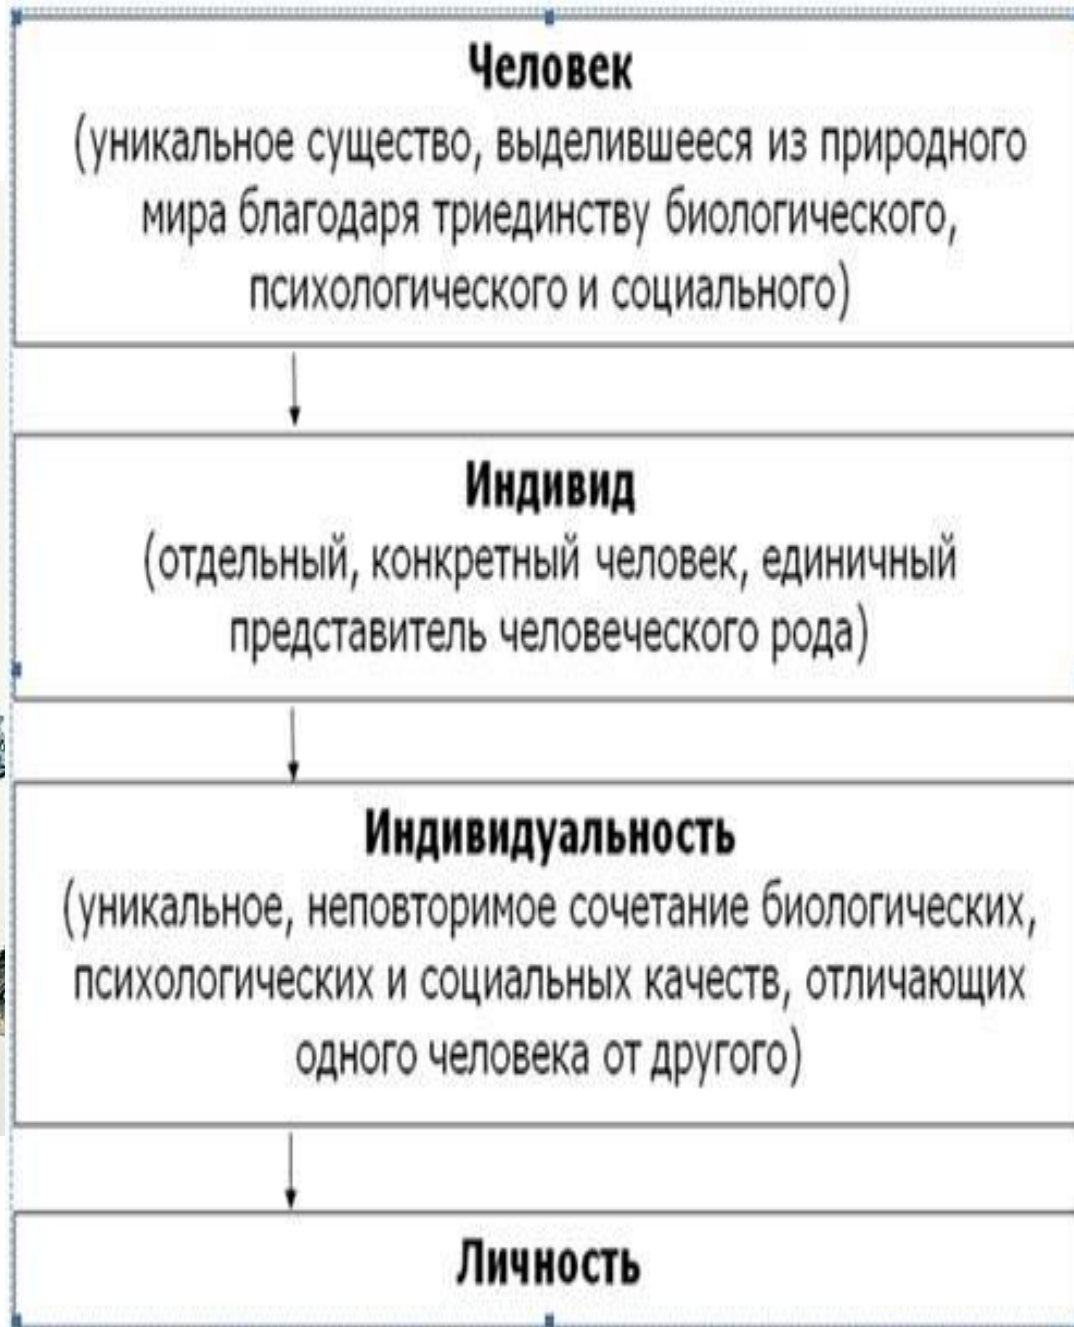 Человек
(уникальное существо, выделившееся из природного
мира благодаря триединству биологического,
психологического и социального)
Индивид
(отдельный, конкретный человек, единичный
представитель человеческого рода)
Индивидуальность
(уникальное, неповторимое сочетание биологических,
психологических и социальных качеств, отличающих
одного человека от другого)
Личность